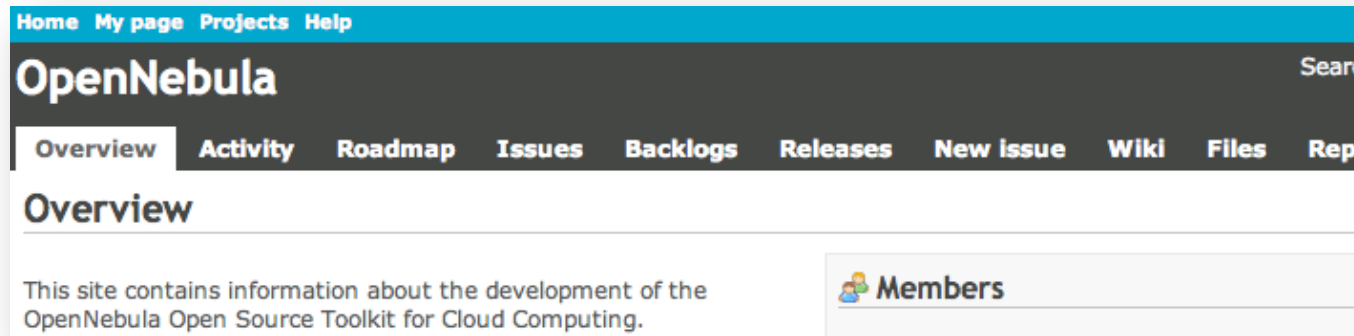 Home My page Projects Help
OpenNebula
Overview Activity Roadmap Issues Backlogs Releases New issue Wiki Files
Overview
This site contains information about the development of the
OpenNebula Open Source Toolkit for Cloud Computing.
Members